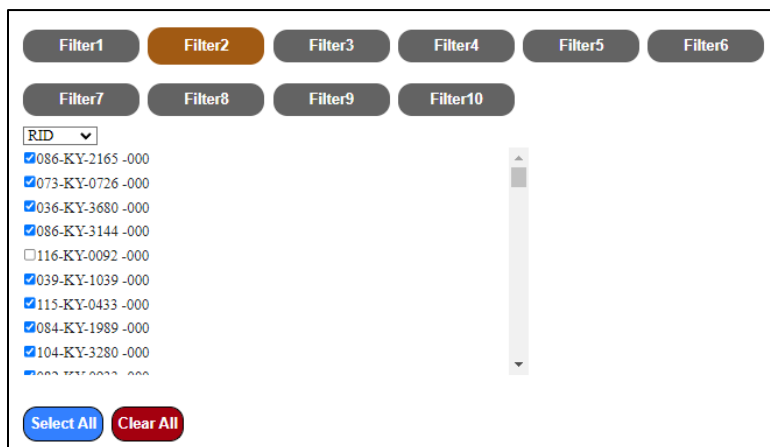 Filter1 Filter2 Filter3 Filter4 Filter5 Filter6
Filter7 Filter8 Filter9 Filter10
RID
086-KY-2165 -000
073-KY-0726 -000
036-KY-3680 -000
086-KY-3144 -000
116-KY-0092 -000
039-KY-1039 -000
115-KY-0433 -000
084-KY-1989 -000
104-KY-3280 -000
Select All Clear All